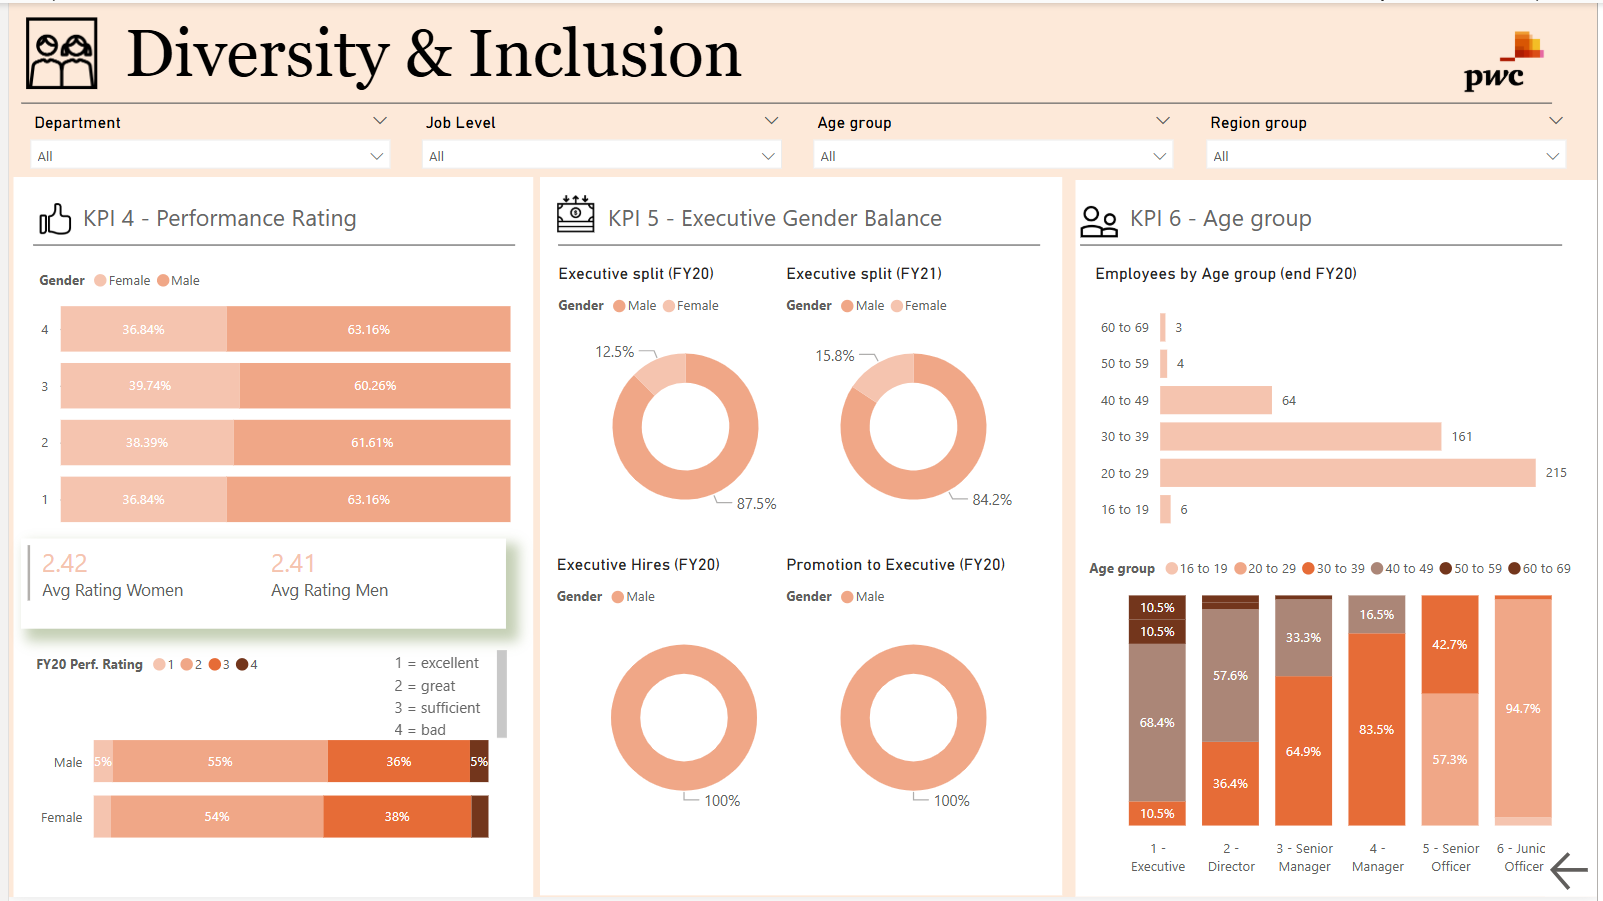 Diversity & Inclusion
pwc
Department
Job Level
Age group
Region group
All
All
All
All
KPI 4 - Performance Rating
Gender Female Male
4 36.84% 63.16%
3 39.74% 60.26%
2 38.39% 61.61%
1 36.84% 63.16%
2.42
Avg Rating Women
2.41
Avg Rating Men
FY20 Perf. Rating 1 2 3 4
1 = excellent
2 = great
3 = sufficient
4 = bad
Male 5% 55% 36% 5%
Female 54% 38%
KPI 5 - Executive Gender Balance
Executive split (FY20)
Gender Male Female
12.5%
87.5%
Executive split (FY21)
Gender Male Female
15.8%
84.2%
Executive Hires (FY20)
Gender Male
100%
Promotion to Executive (FY20)
Gender Male
100%
KPI 6 - Age group
Employees by Age group (end FY20)
60 to 69 3
50 to 59 4
40 to 49 64
30 to 39 161
20 to 29 215
16 to 19 6
Age group 16 to 19 20 to 29 30 to 39 40 to 49 50 to 59 60 to 69
10.5%
10.5%
68.4%
10.5%
57.6%
36.4%
33.3%
64.9%
16.5%
83.5%
42.7%
57.3%
94.7%
1 -
Executive
2 -
Director
3 - Senior
Manager
4 -
Manager
5 - Senior
Officer
6 - Junic
Officer